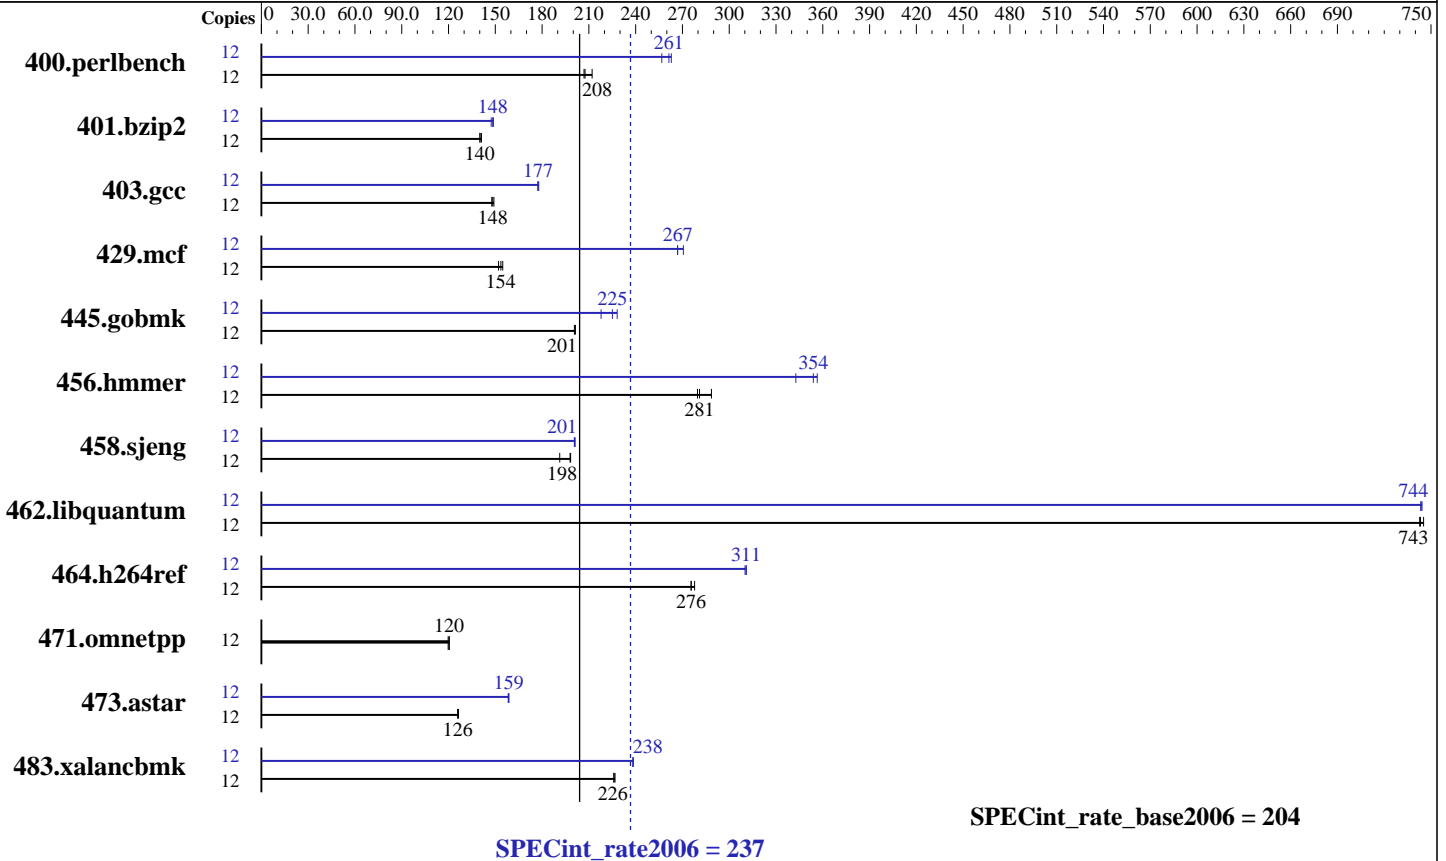 Copies 0 30.0 60.0 90.0 120 150 180 210 240 270 300 330 360 390 420 450 480 510 540 570 600 630 660 690 750
400.perlbench 12 261
12 208
401.bzip2 12 148
12 140
403.gcc 12 177
12 148
429.mcf 12 267
12 154
445.gobmk 12 225
12 201
456.hmmer 12 354
12 281
458.sjeng 12 201
12 198
462.libquantum 12 744
12 743
464.h264ref 12 311
12 276
471.omnetpp 12 120
473.astar 12 159
12 126
483.xalancbmk 12 238
12 226
SPECint_rate_base2006 = 204
SPECint_rate2006 = 237